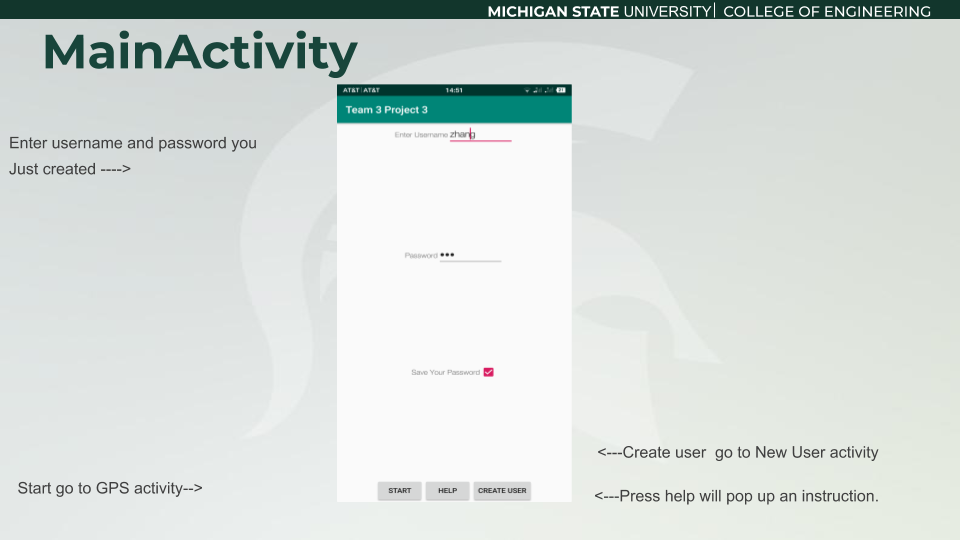 MICHIGAN STATE UNIVERSITY| COLLEGE OF ENGINEERING
MainActivity
AT&T AT&T 14:51
Team 3 Project 3
Enter Username zhang
Enter username and password you
Just created ---->
Password •••
Save Your Password
<---Create user go to New User activity
Start go to GPS activity-->
START HELP CREATE USER
<---Press help will pop up an instruction.